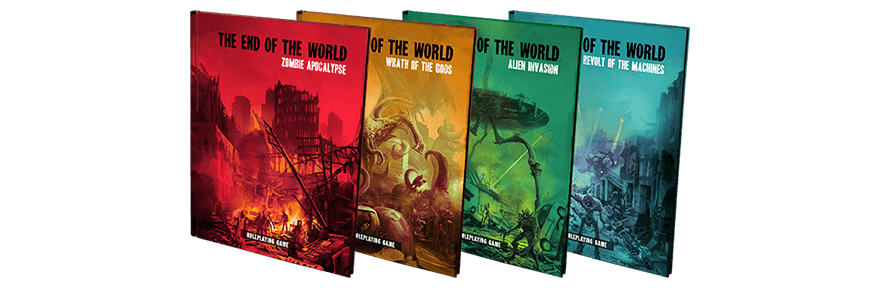 THE END OF THE WORLD
ZOMBIE APOCALYPSE
ROLEPLAYING GAME
OF THE WORLD
WRATH OF THE GODS
ROLEPLAYING GAME
OF THE WORLD
ALIEN INVASION
ROLEPLAYING GAME
OF THE WORLD
REVOLT OF THE MACHINES
ROLEPLAYING GAME